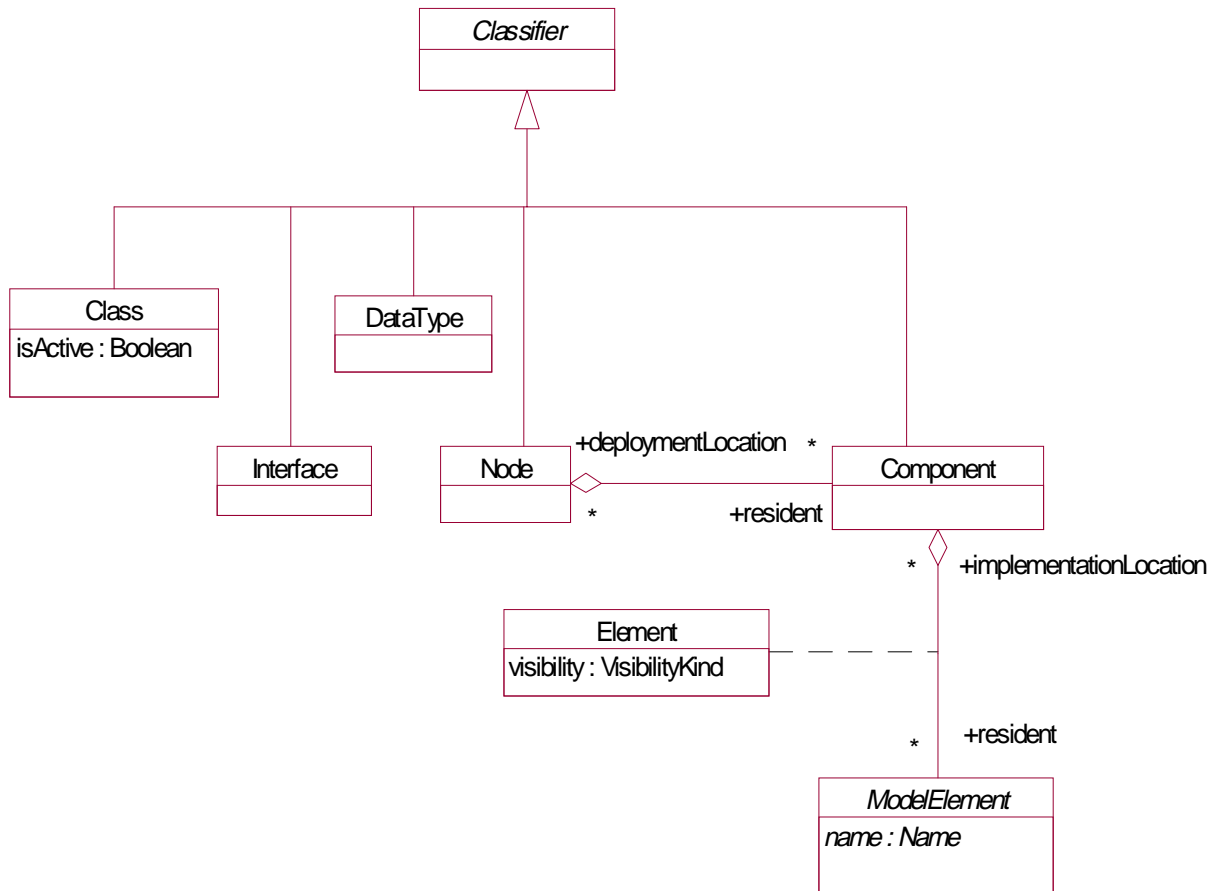 Classifier
Class
isActive : Boolean
DataType
Interface
Node
+deploymentLocation
*
*
+resident
Component
*
+implementationLocation
Element
visibility : VisibilityKind
*
+resident
ModelElement
name : Name